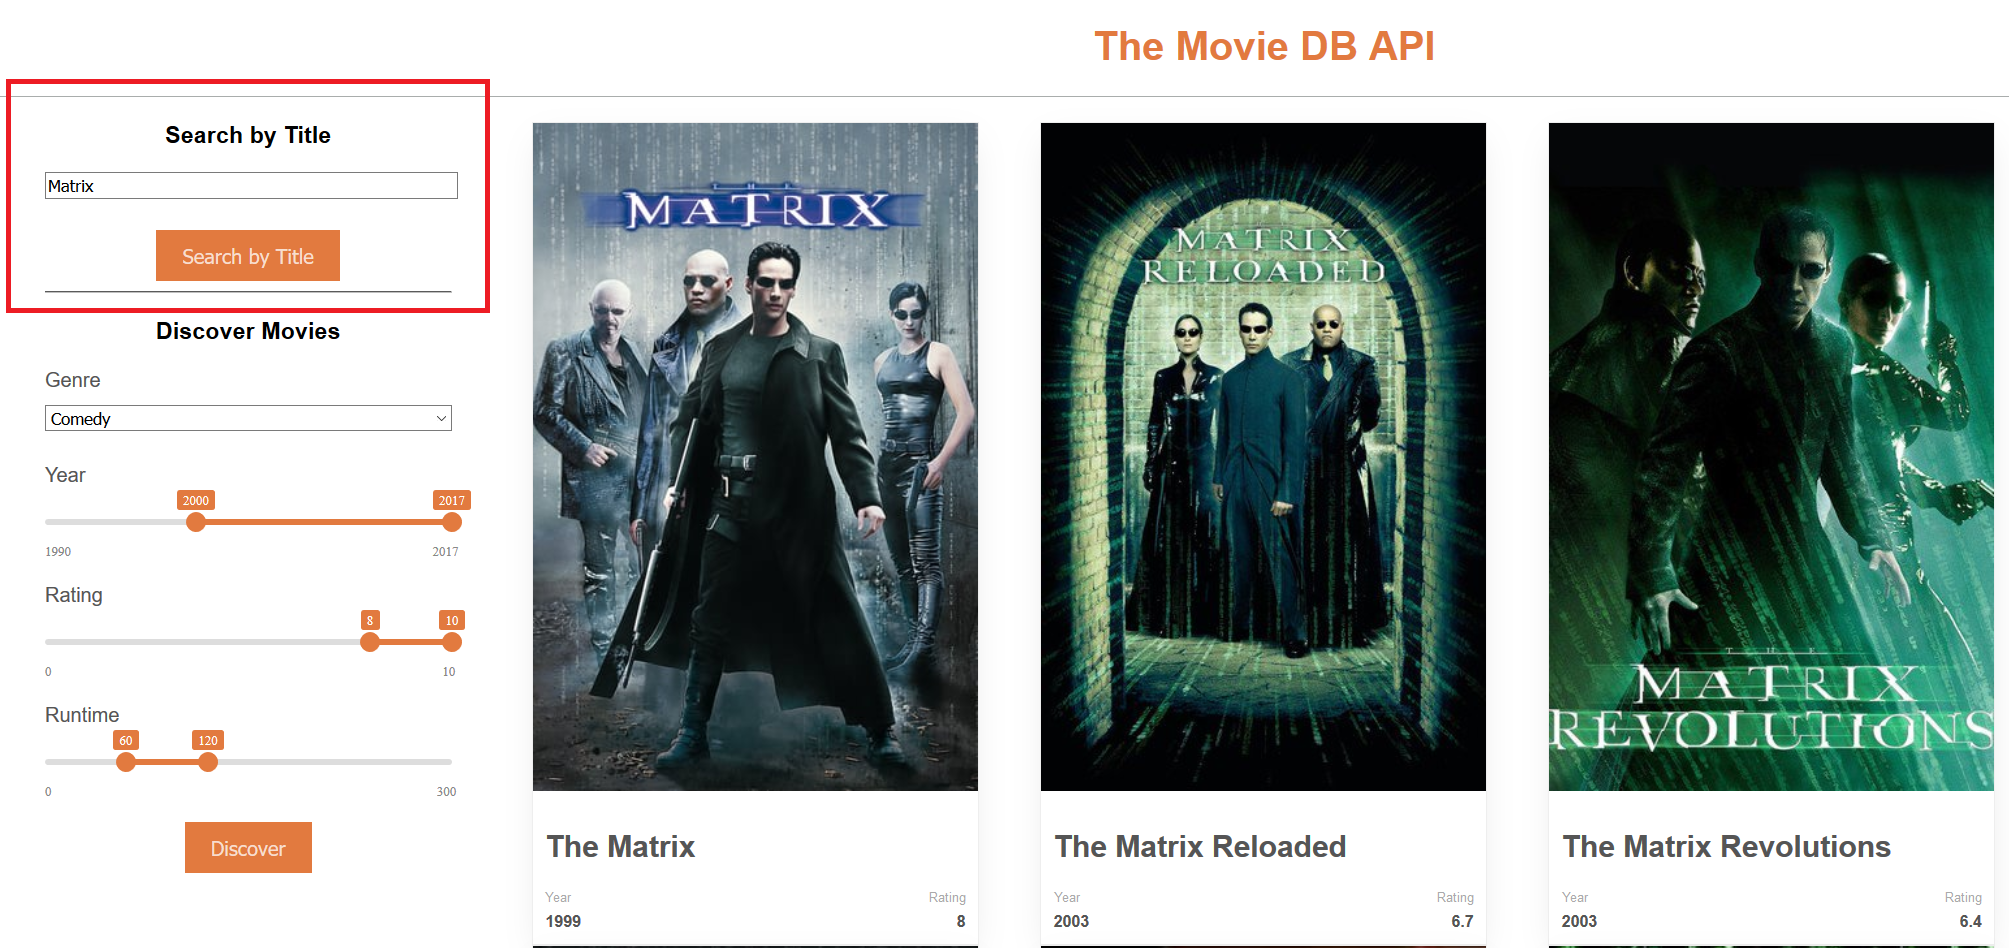 The Movie DB API
Search by Title
Matrix
Search by Title
Discover Movies
Genre
Comedy
Year
2000 2017
1990 2017
Rating
8 10
0 10
Runtime
60 120
0 300
Discover
THE
MATRIX
The Matrix
Year Rating
1999 8
MATRIX
RELOADED
The Matrix Reloaded
Year Rating
2003 6.7
THE
MATRIX
REVOLUTIONS
The Matrix Revolutions
Year Rating
2003 6.4